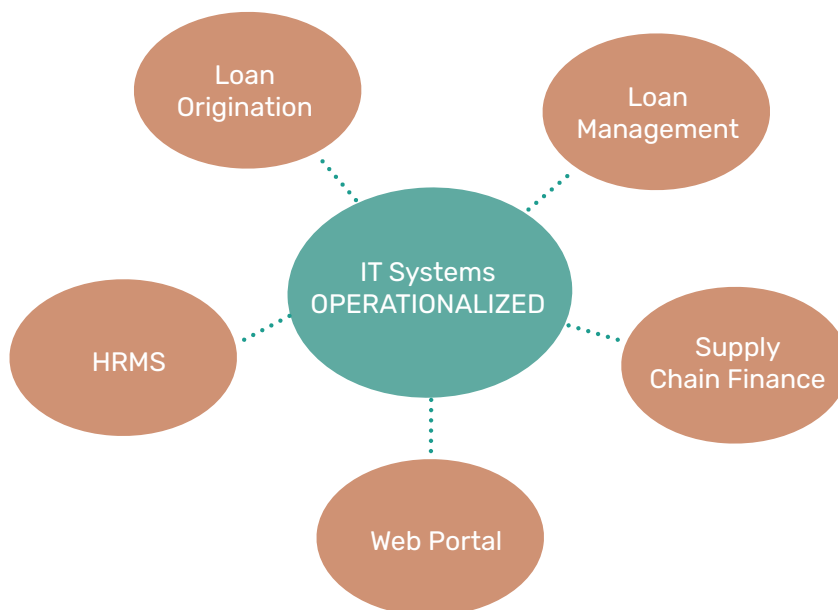 Loan
Origination
Loan
Management
IT Systems
OPERATIONALIZED
HRMS
Supply
Chain Finance
Web Portal